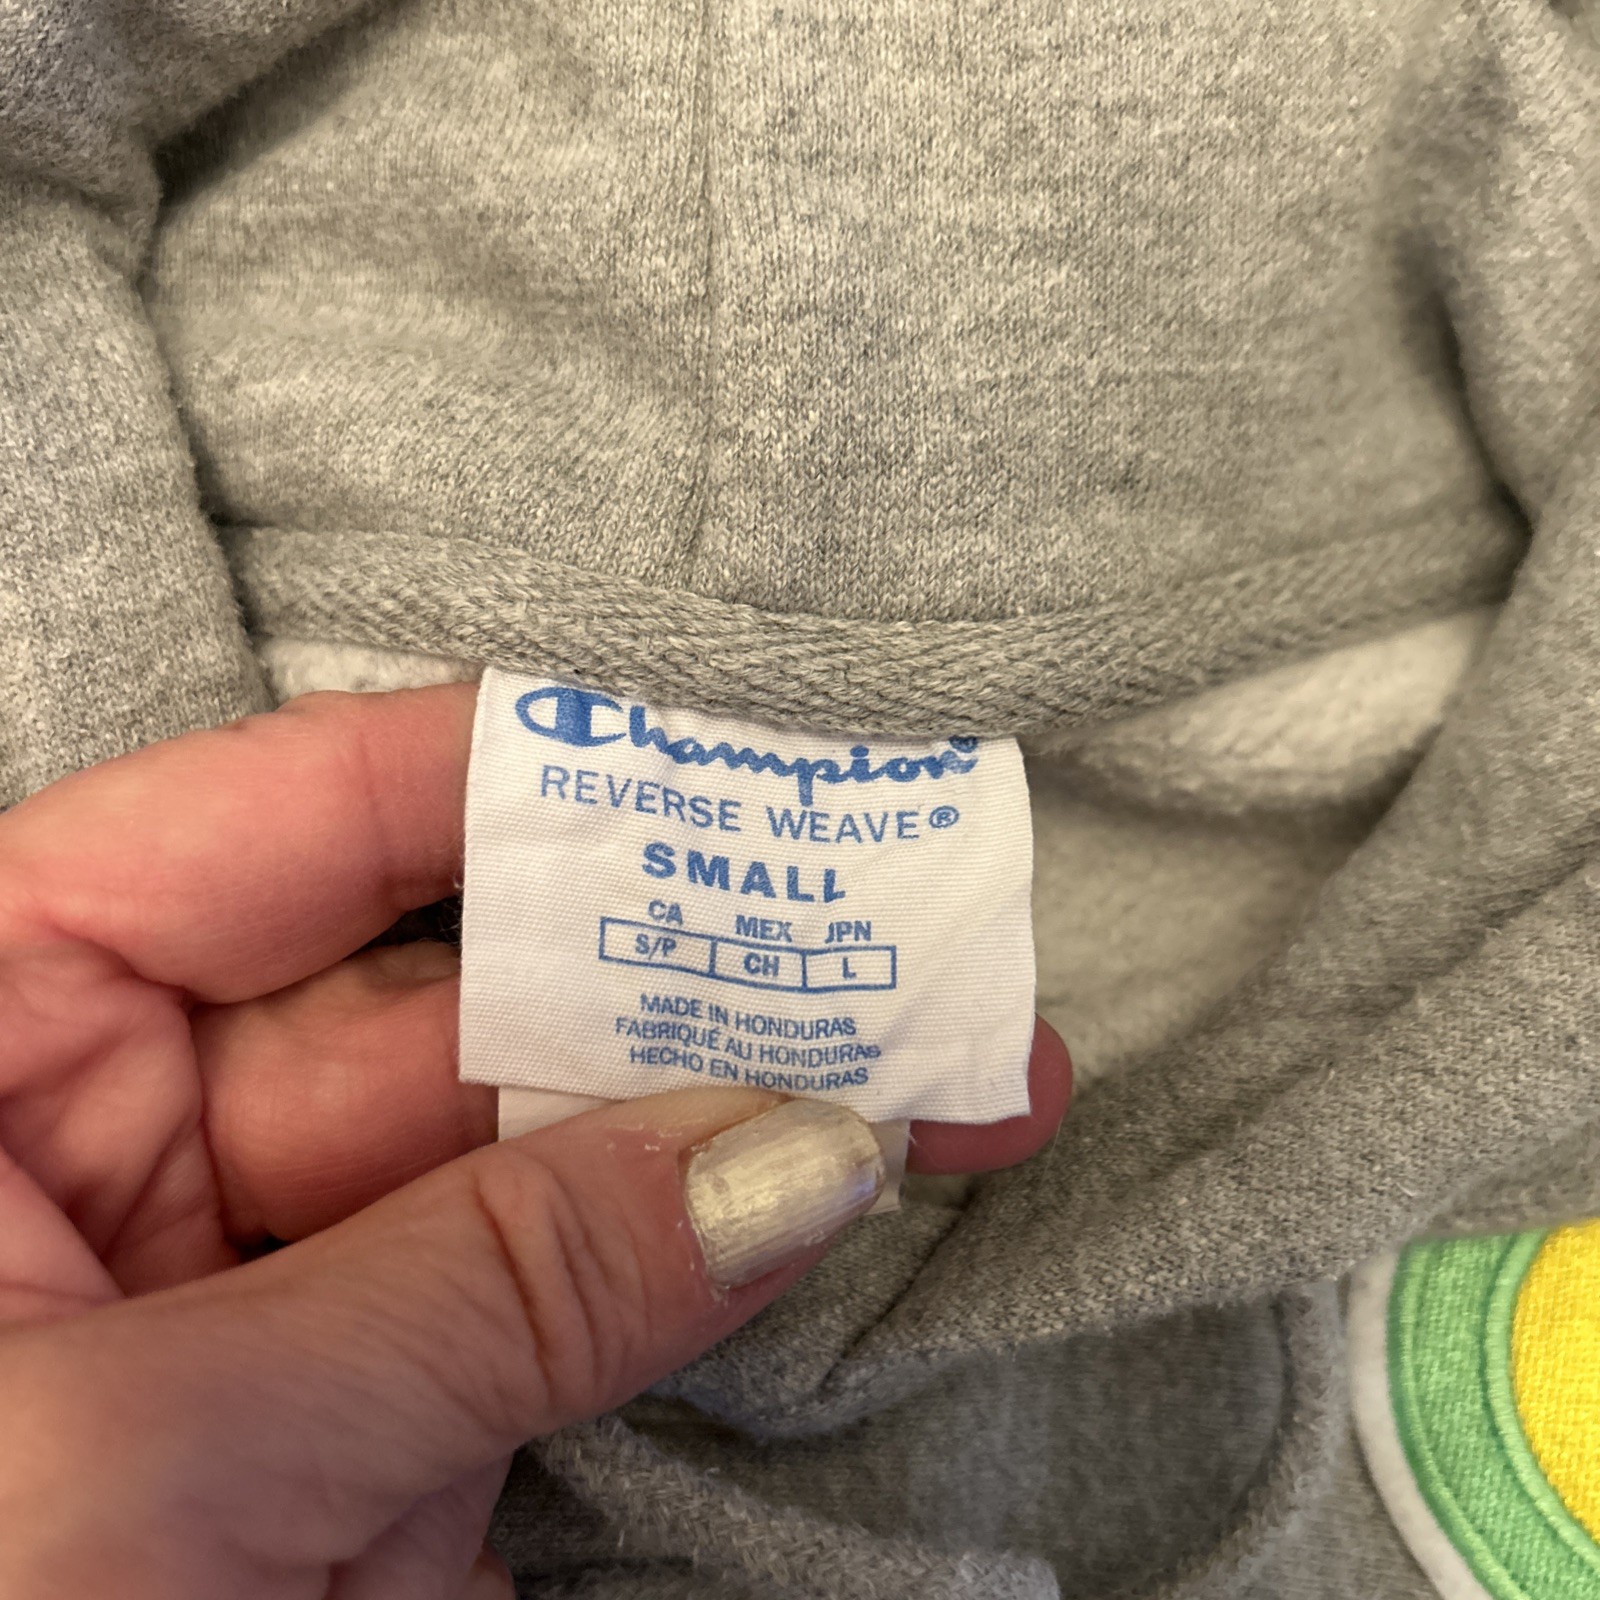 Champion®
REVERSE WEAVE®
SMALL
CA MEX JPN
S/P CH L
MADE IN HONDURAS
FABRIQUÉ AU HONDURAS
HECHO EN HONDURAS